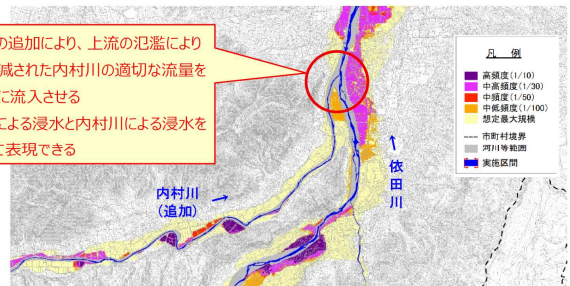 の追加により、上流の氾濫により
減された内村川の適切な流量を
に流入させる
による浸水と内村川による浸水を
て表現できる
凡 例
高頻度(1/10)
中高頻度(1/30)
中頻度(1/50)
中低頻度(1/100)
想定最大規模
市町村境界
河川等範囲
実施区間
依田川
内村川
(追加)